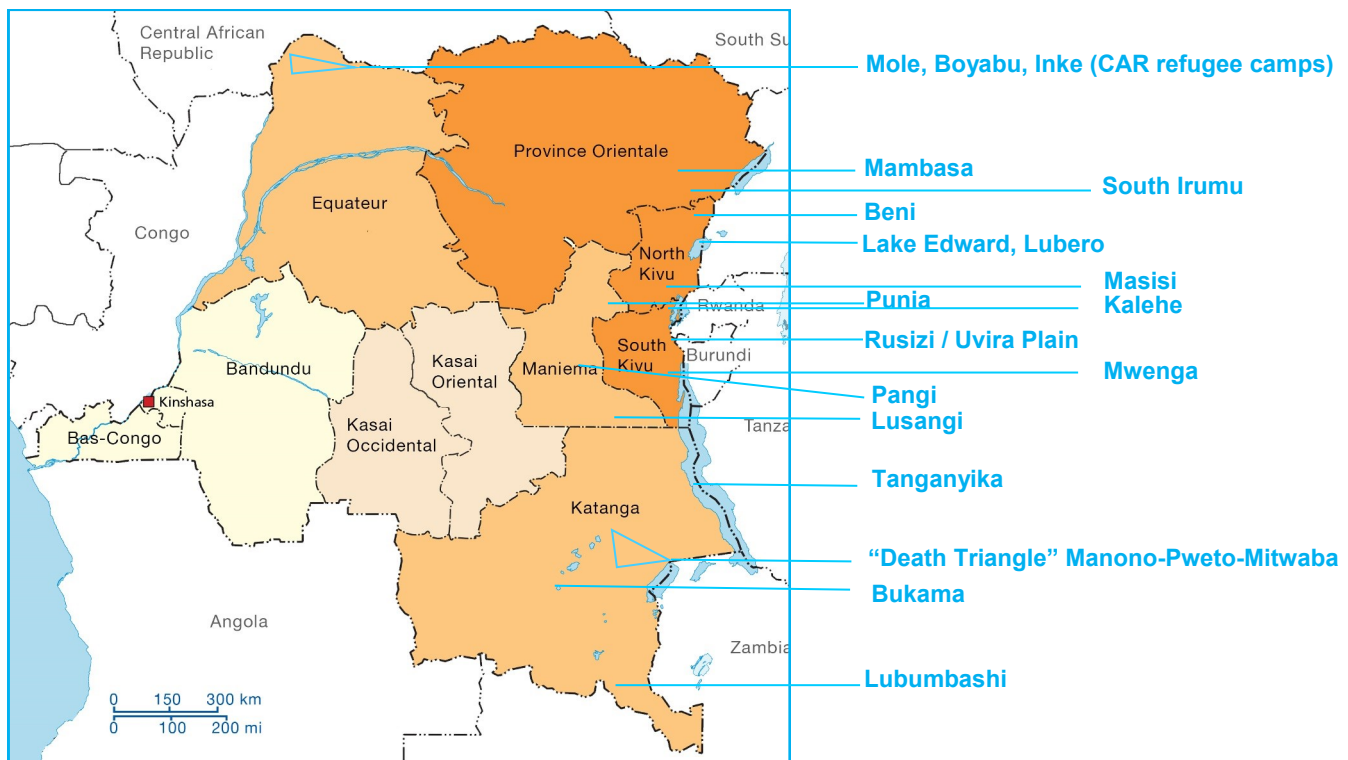 Central African
Republic
South Su
Mole, Boyabu, Inke (CAR refugee camps)
Province Orientale
Mambasa
South Irumu
Equateur
Beni
Congo
Lake Edward, Lubero
North
Kivu
Masisi
Punia
Rwanda
Kalehe
Rusizi / Uvira Plain
South
Kivu
Burundi
Kasai
Oriental
Maniema
Bandundu
Mwenga
Pangi
Kinshasa
Lusangi
Bas-Congo
Kasai
Occidental
Tanza
Tanganyika
Katanga
“Death Triangle” Manono-Pweto-Mitwaba
Bukama
Angola
Zambia
Lubumbashi
0 150 300 km
0 100 200 mi